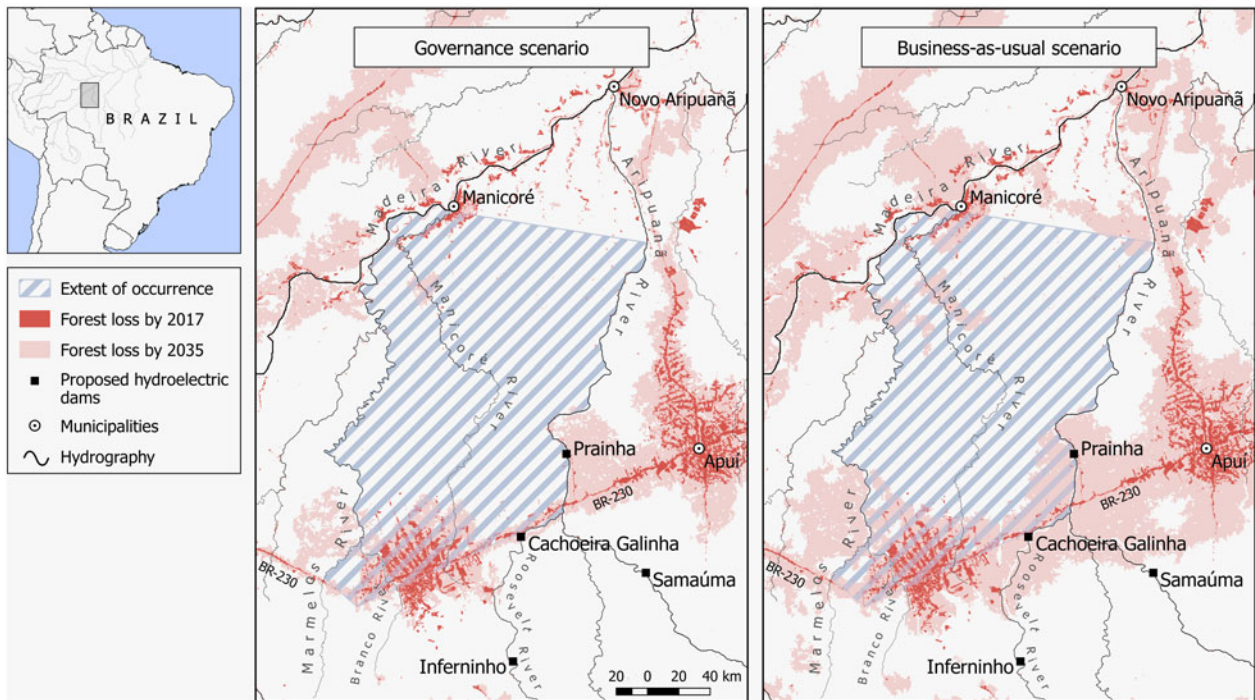 BRAZIL
Extent of occurrence
Forest loss by 2017
Forest loss by 2035
Proposed hydroelectric
dams
Municipalities
Hydrography
Governance scenario
Novo Aripuanã
Madeira River
Manicoré
Aripuanã
River
Manicoré
River
Prainha
Apuí
BR-230
Cachoeira Galinha
Samaúma
BR-230
Marmelos
River
Branco River
Roosevelt River
Inferninho
20 0 20 40 km
Business-as-usual scenario
Novo Aripuanã
Madeira River
Manicoré
Aripuanã
River
Manicoré
River
Prainha
Apuí
BR-230
Cachoeira Galinha
Samaúma
BR-230
Marmelos
River
Branco River
Roosevelt River
Inferninho